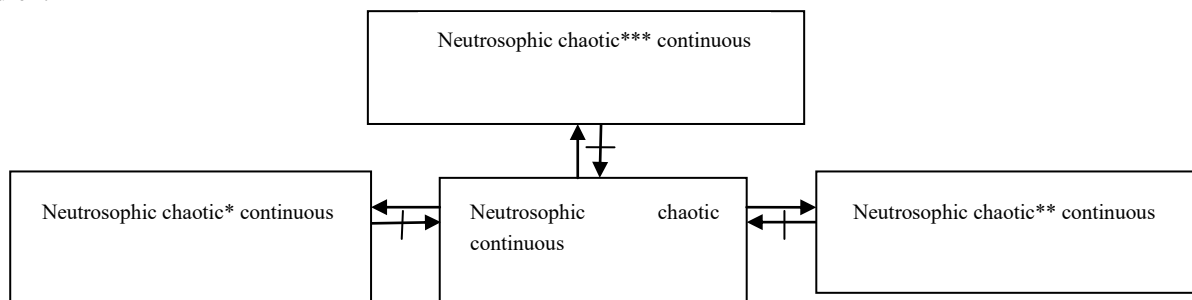 Neutrosophic chaotic*** continuous
Neutrosophic chaotic* continuous
Neutrosophic chaotic
continuous
Neutrosophic chaotic** continuous